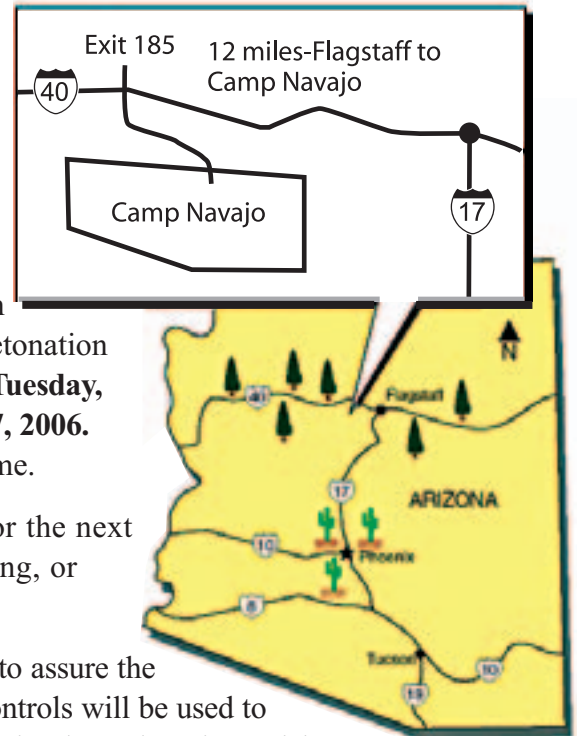 Exit 185
12 miles-Flagstaff to
Camp Navajo
40
Camp Navajo
17
etonation
Tuesday,
7, 2006.
me.
or the next
ng, or
to assure the
ontrols will be used to
N
40
Flagstaff
17
ARIZONA
10
Phoenix
8
Tucson
10
19